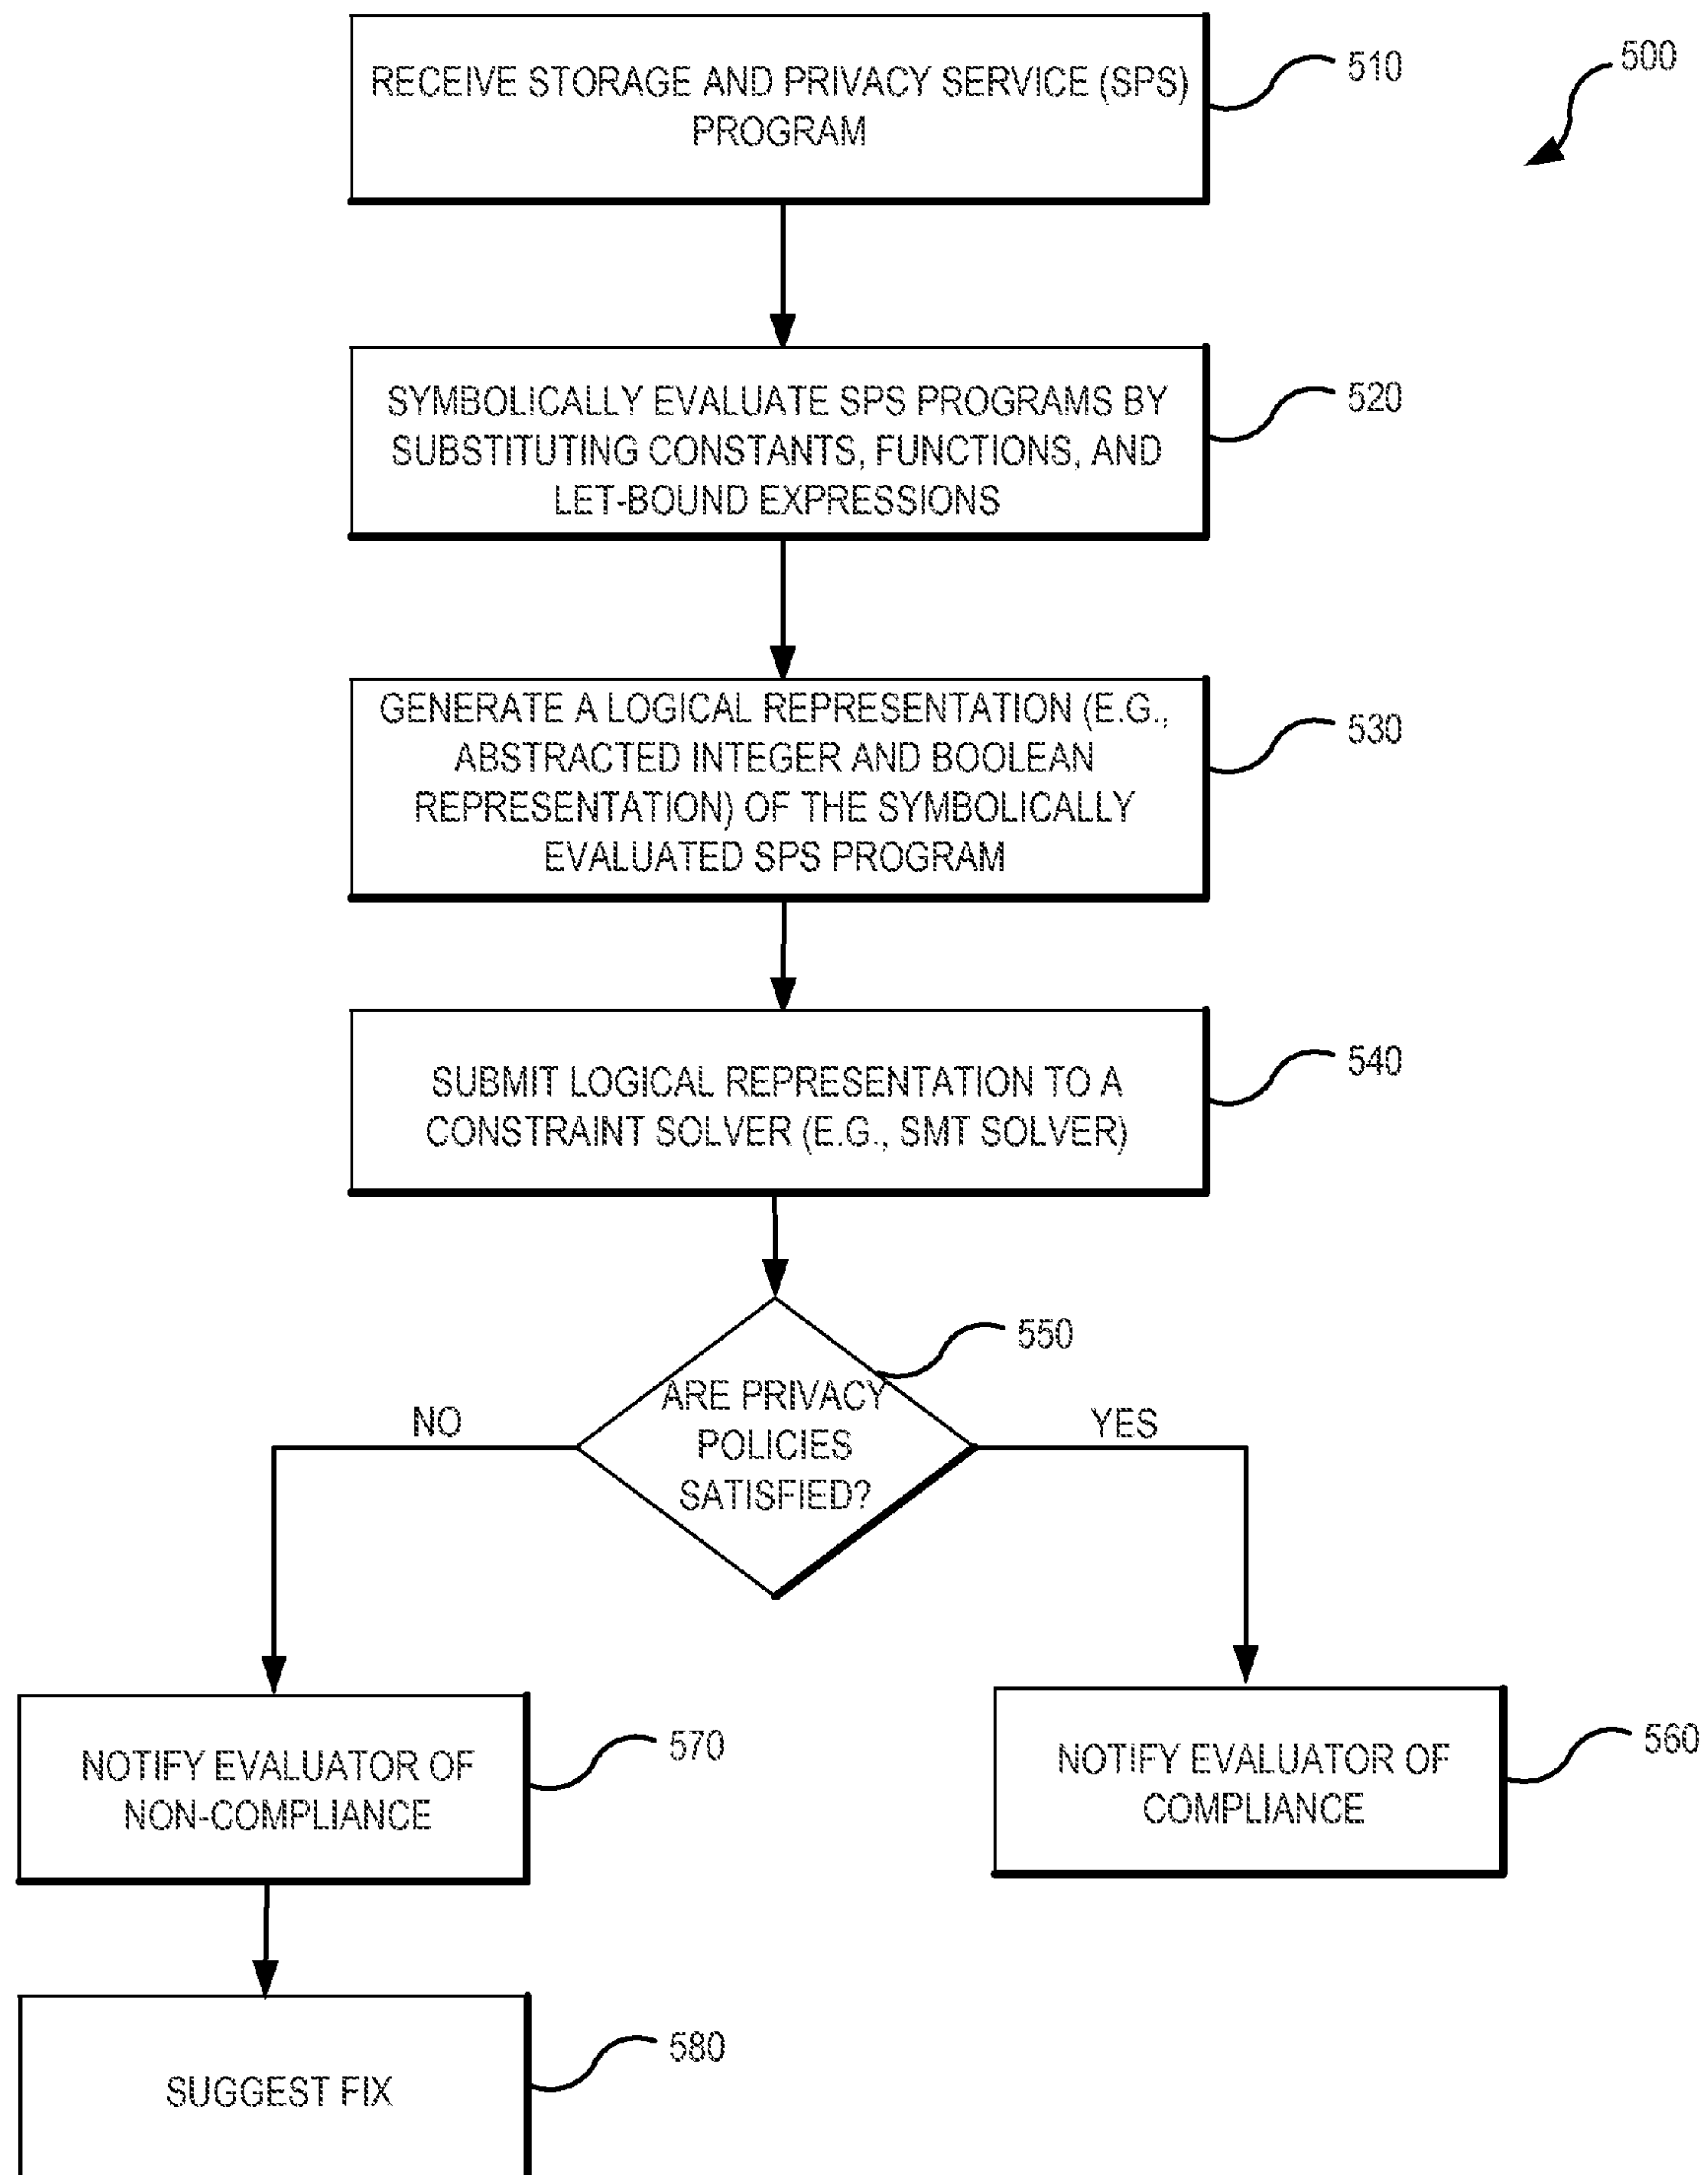 RECEIVE STORAGE AND PRIVACY SERVICE (SPS)
PROGRAM
510
500
SYMBOLICALLY EVALUATE SPS PROGRAMS BY
SUBSTITUTING CONSTANTS, FUNCTIONS, AND
LET-BOUND EXPRESSIONS
520
GENERATE A LOGICAL REPRESENTATION (E.G.,
ABSTRACTED INTEGER AND BOOLEAN
REPRESENTATION) OF THE SYMBOLICALLY
EVALUATED SPS PROGRAM
530
SUBMIT LOGICAL REPRESENTATION TO A
CONSTRAINT SOLVER (E.G., SMT SOLVER)
540
ARE PRIVACY
POLICIES
SATISFIED?
550
NO
YES
NOTIFY EVALUATOR OF
NON-COMPLIANCE
570
NOTIFY EVALUATOR OF
COMPLIANCE
560
SUGGEST FIX
580